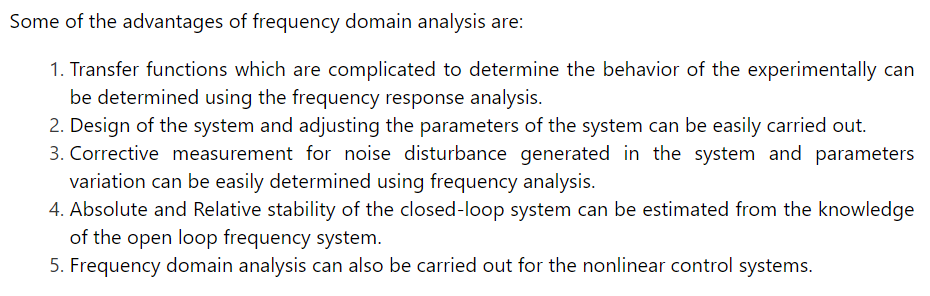 Some of the advantages of frequency domain analysis are:
1. Transfer functions which are complicated to determine the behavior of the experimentally can
be determined using the frequency response analysis.
2. Design of the system and adjusting the parameters of the system can be easily carried out.
3. Corrective measurement for noise disturbance generated in the system and parameters
variation can be easily determined using frequency analysis.
4. Absolute and Relative stability of the closed-loop system can be estimated from the knowledge
of the open loop frequency system.
5. Frequency domain analysis can also be carried out for the nonlinear control systems.